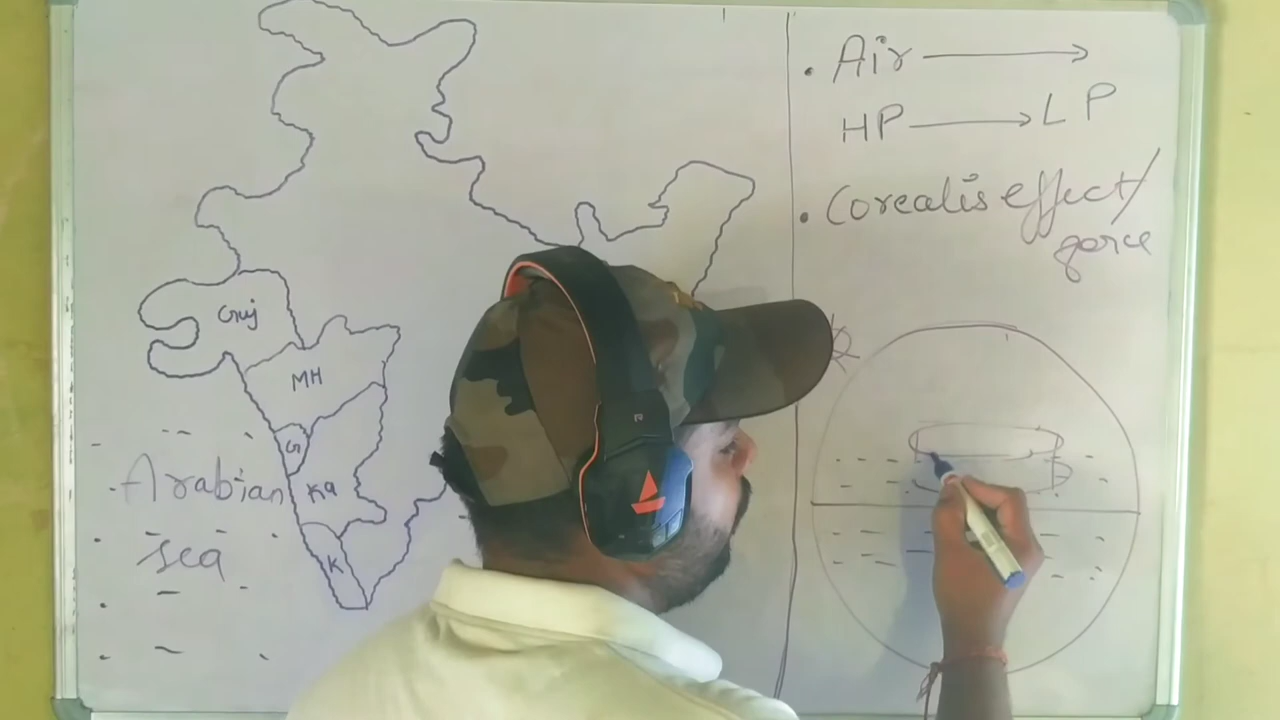 Guj
MH
G
Ka
K
Arabian
sea
Air
HP → LP
Corealis effect/
force